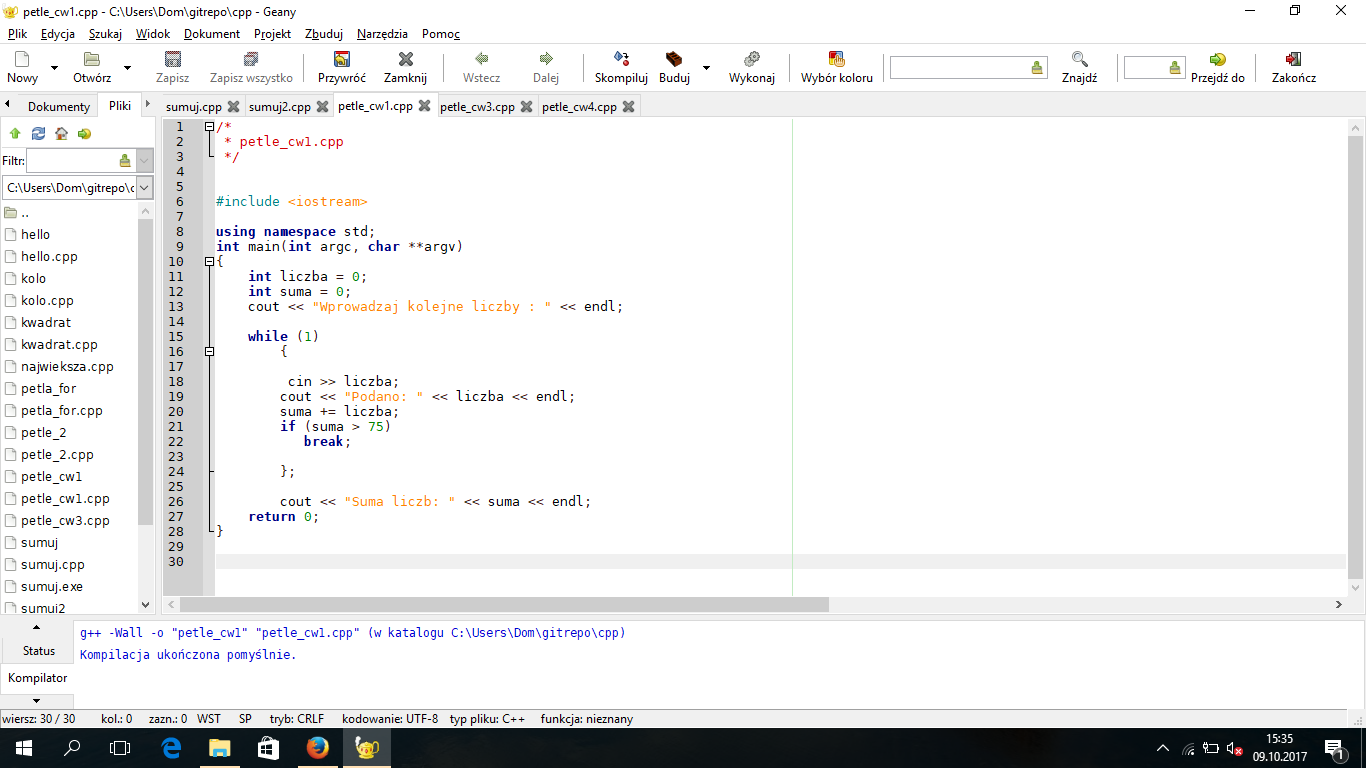 petle_cw1.cpp - C:\Users\Dom\gitrepo\cpp - Geany
Plik Edycja Szukaj Widok Dokument Projekt Zbuduj Narzędzia Pomoc
Nowy Otwórz Zapisz Zapisz wszystko Przywróć Zamknij Wstecz Dalej Skompiluj Buduj Wykonaj Wybór koloru Znajdź Przejdź do Zakończ
Dokumenty Pliki sumuj.cpp sumuj2.cpp petle_cw1.cpp petle_cw3.cpp petle_cw4.cpp
Filtr:
C:\Users\Dom\gitrepo\c
..
hello
hello.cpp
kolo
kolo.cpp
kwadrat
kwadrat.cpp
najwieksza.cpp
petla_for
petla_for.cpp
petle_2
petle_2.cpp
petle_cw1
petle_cw1.cpp
petle_cw3.cpp
sumuj
sumuj.cpp
sumuj.exe
sumuj2
1 /*
2 * petle_cw1.cpp
3 */
4
5
6 #include <iostream>
7
8 using namespace std;
9 int main(int argc, char **argv)
10 {
11 int liczba = 0;
12 int suma = 0;
13 cout << "Wprowadzaj kolejne liczby : " << endl;
14
15 while (1)
16 {
17
18 cin >> liczba;
19 cout << "Podano: " << liczba << endl;
20 suma += liczba;
21 if (suma > 75)
22 break;
23
24 };
25
26 cout << "Suma liczb: " << suma << endl;
27 return 0;
28 }
29
30
Status
Kompilator
g++ -Wall -o "petle_cw1" "petle_cw1.cpp" (w katalogu C:\Users\Dom\gitrepo\cpp)
Kompilacja ukończona pomyślnie.
wiersz: 30 / 30 kol.: 0 zazn.: 0 WST SP tryb: CRLF kodowanie: UTF-8 typ pliku: C++ funkcja: nieznany
15:35
09.10.2017
1